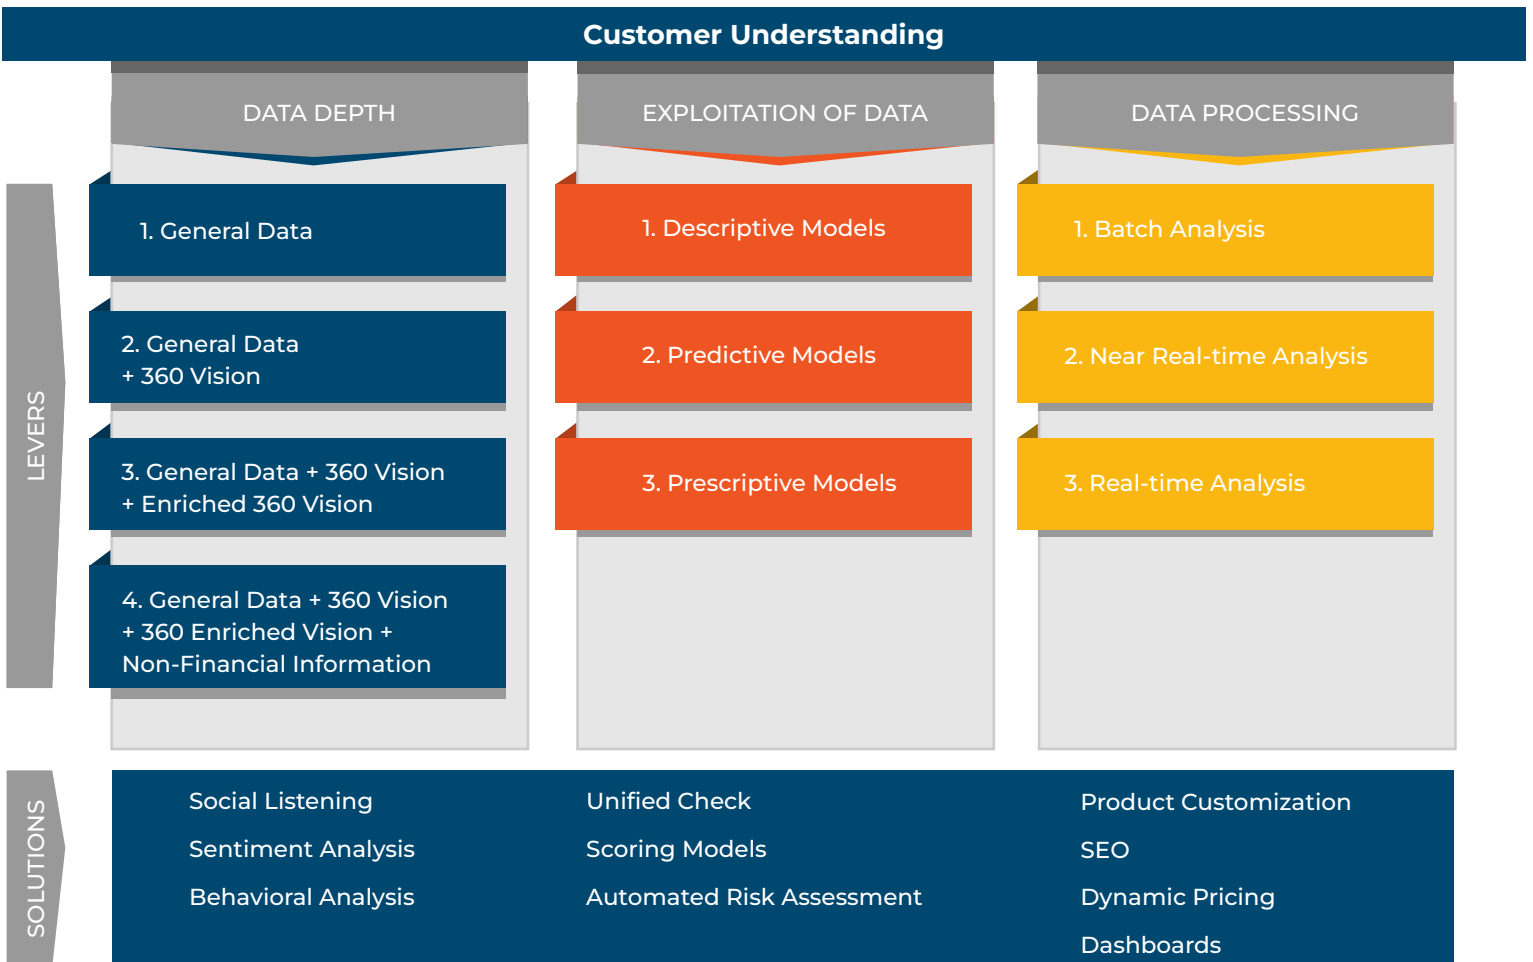 Customer Understanding
DATA DEPTH
EXPLOITATION OF DATA
DATA PROCESSING
LEVERS
1. General Data
2. General Data
+ 360 Vision
3. General Data + 360 Vision
+ Enriched 360 Vision
4. General Data + 360 Vision
+ 360 Enriched Vision +
Non-Financial Information
1. Descriptive Models
2. Predictive Models
3. Prescriptive Models
1. Batch Analysis
2. Near Real-time Analysis
3. Real-time Analysis
SOLUTIONS
Social Listening
Sentiment Analysis
Behavioral Analysis
Unified Check
Scoring Models
Automated Risk Assessment
Product Customization
SEO
Dynamic Pricing
Dashboards